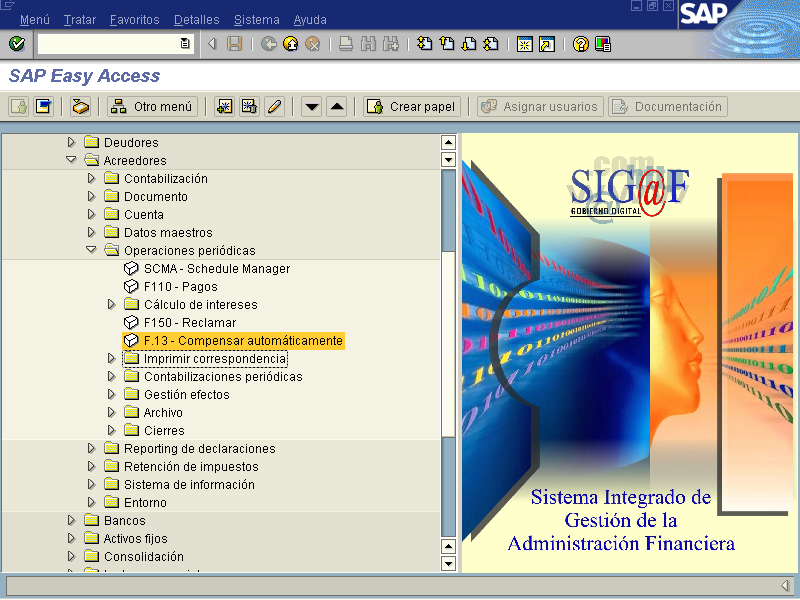 Menú Tratar Favoritos Detalles Sistema Ayuda
SAP
SAP Easy Access
Otro menú Crear papel Asignar usuarios Documentación
Deudores
Acreedores
Contabilización
Documento
Cuenta
Datos maestros
Operaciones periódicas
SCMA - Schedule Manager
F110 - Pagos
Cálculo de intereses
F150 - Reclamar
F.13 - Compensar automáticamente
Imprimir correspondencia
Contabilizaciones periódicas
Gestión efectos
Archivo
Cierres
Reporting de declaraciones
Retención de impuestos
Sistema de información
Entorno
Bancos
Activos fijos
Consolidación
SIG@F
GOBIERNO DIGITAL
Sistema Integrado de
Gestión de la
Administración Financiera